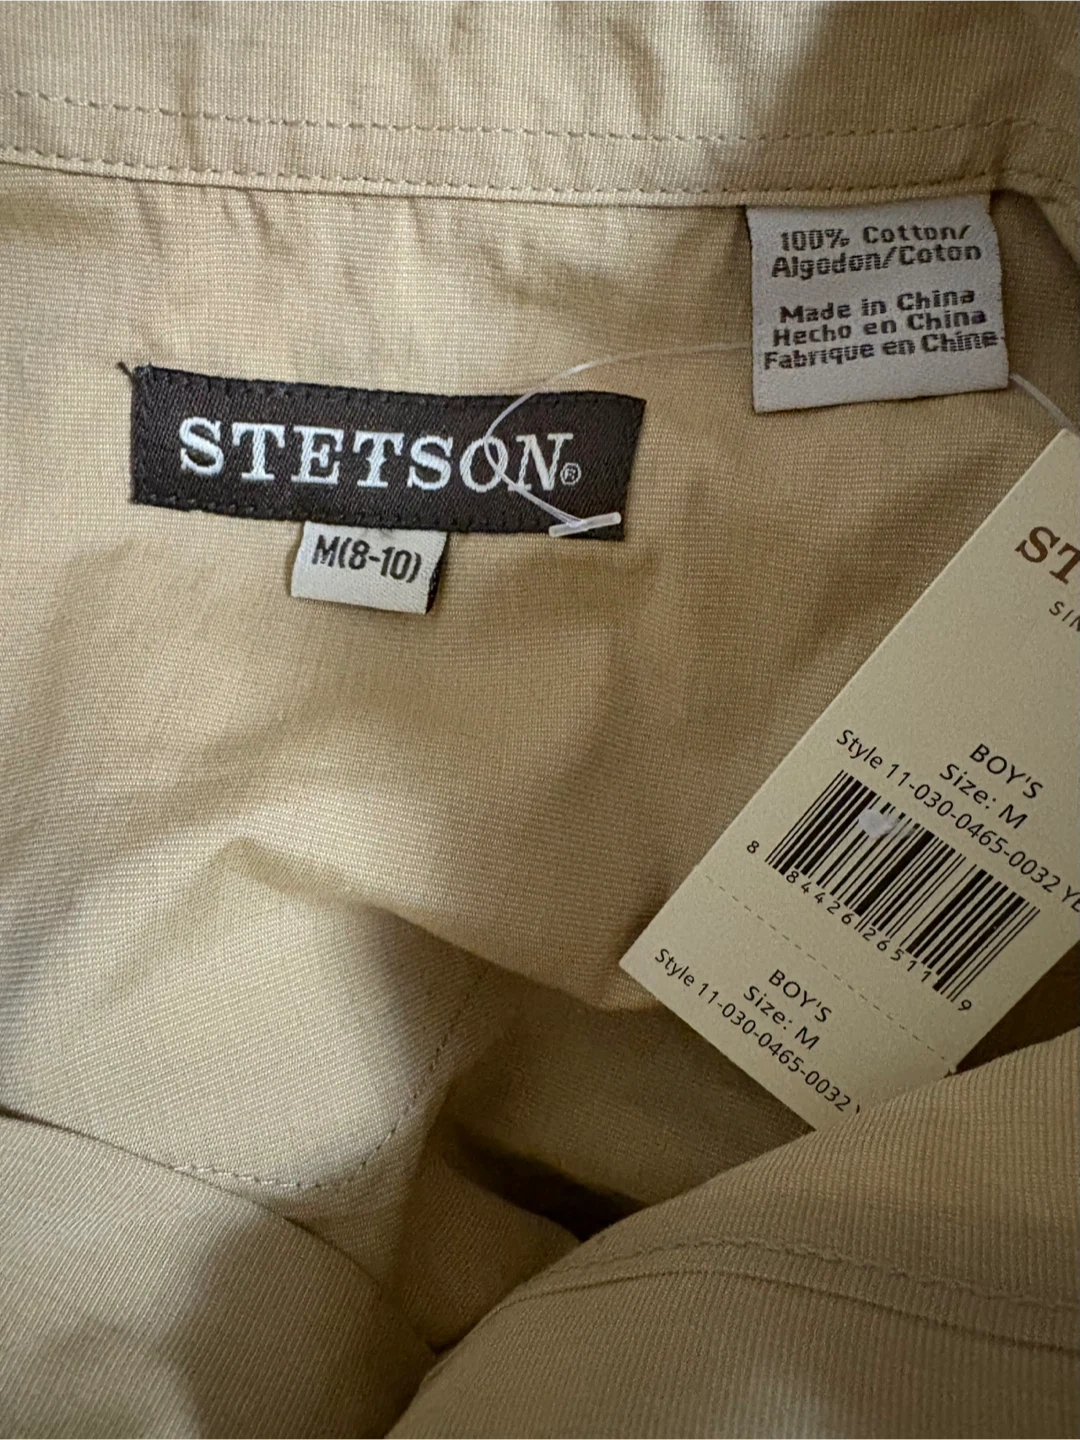 100% Cotton/
Algodon/Coton
Made in China
Hecho en China
Fabrique en Chine
STETSON®
M(8-10)
BOY'S
Size: M
Style 11-030-0465-0032
8 84426 26511 9
BOY'S
Size: M
Style 11-030-0465-0032